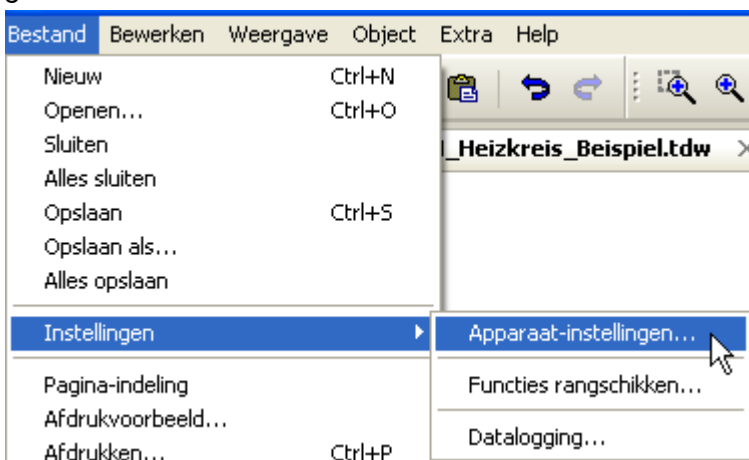 Bestand Bewerken Weergave Object Extra Help
Nieuw Ctrl+N
Openen... Ctrl+O
Sluiten
_Heizkreis_Beispiel.tdw
Alles sluiten
Opslaan Ctrl+S
Opslaan als...
Alles opslaan
Instellingen
Apparaat-instellingen...
Pagina-indeling
Functies rangschikken...
Afdrukvoorbeeld...
Datalogging...
Afdrukken... Ctrl+P